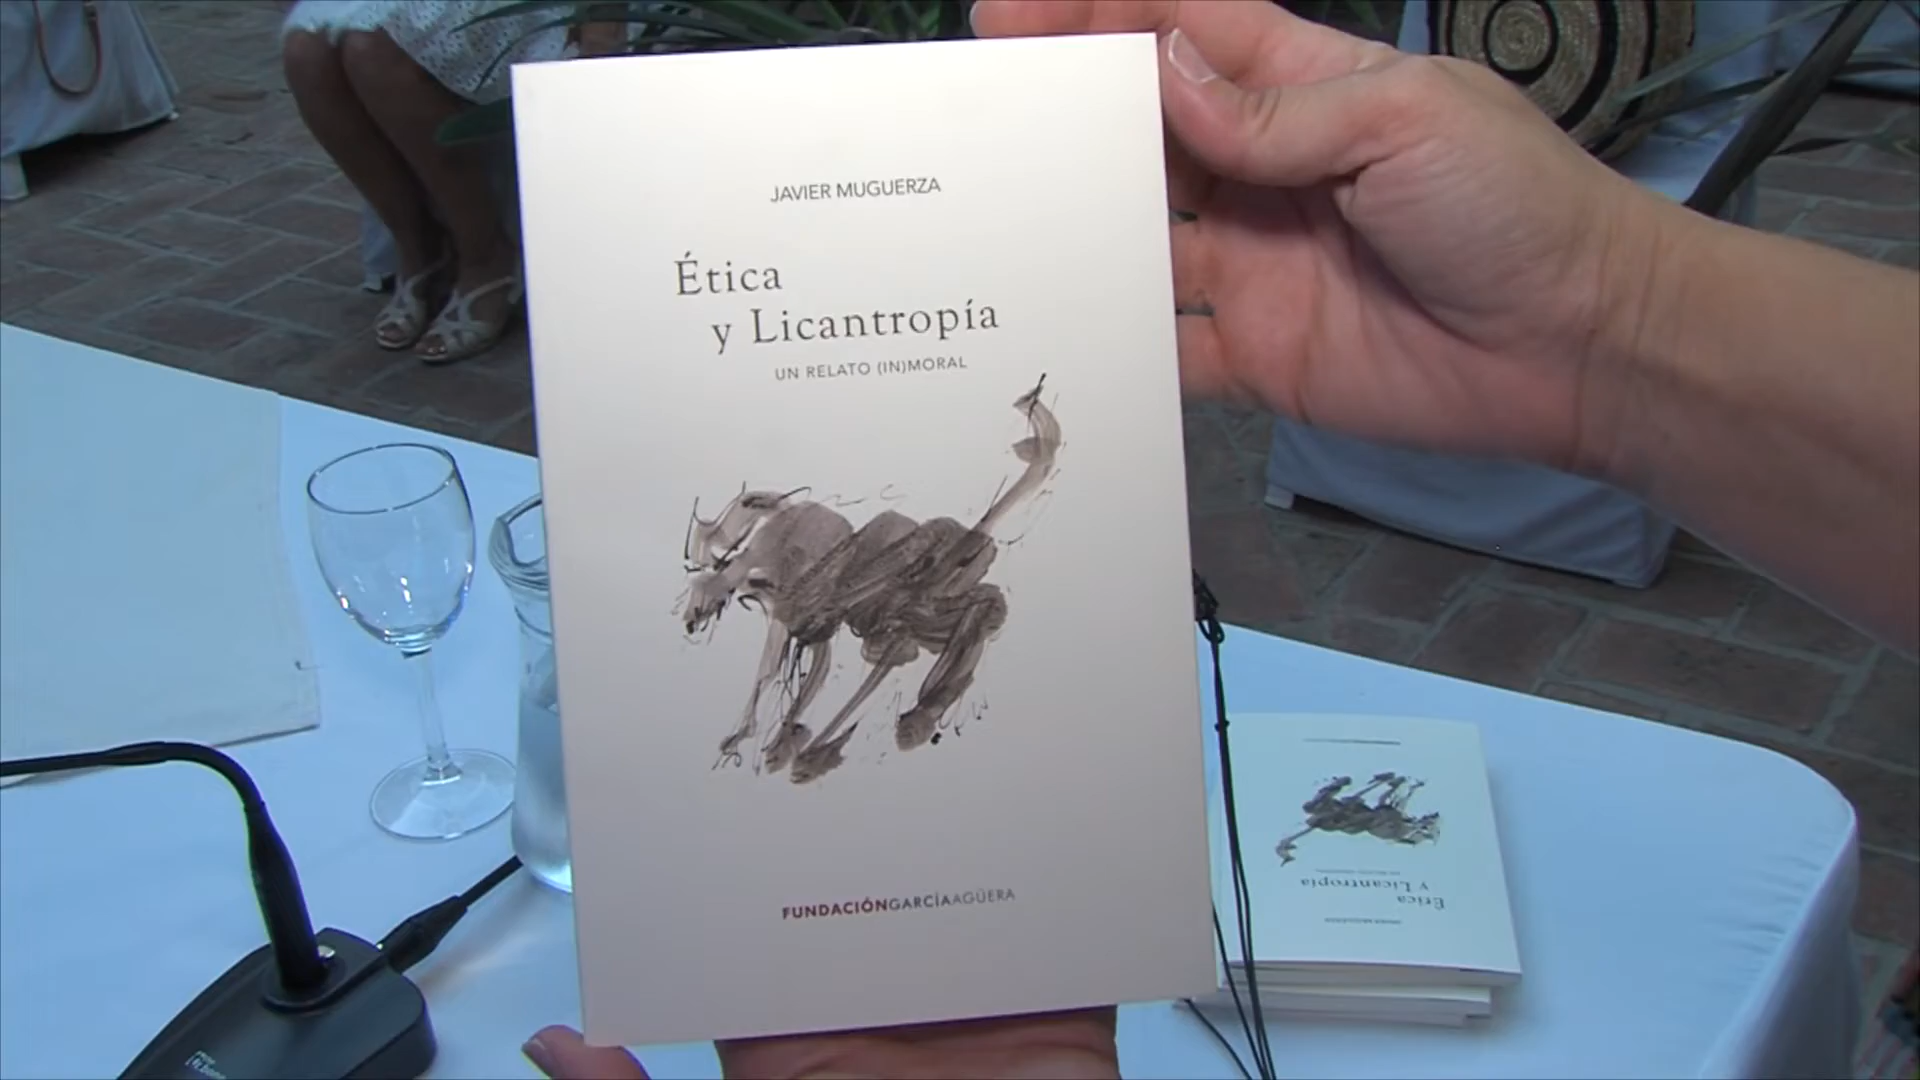 JAVIER MUGUERZA
Ética
y Licantropía
UN RELATO (IN)MORAL
FUNDACIÓNGARCÍAAGÜERA
Ética
y Licantropía